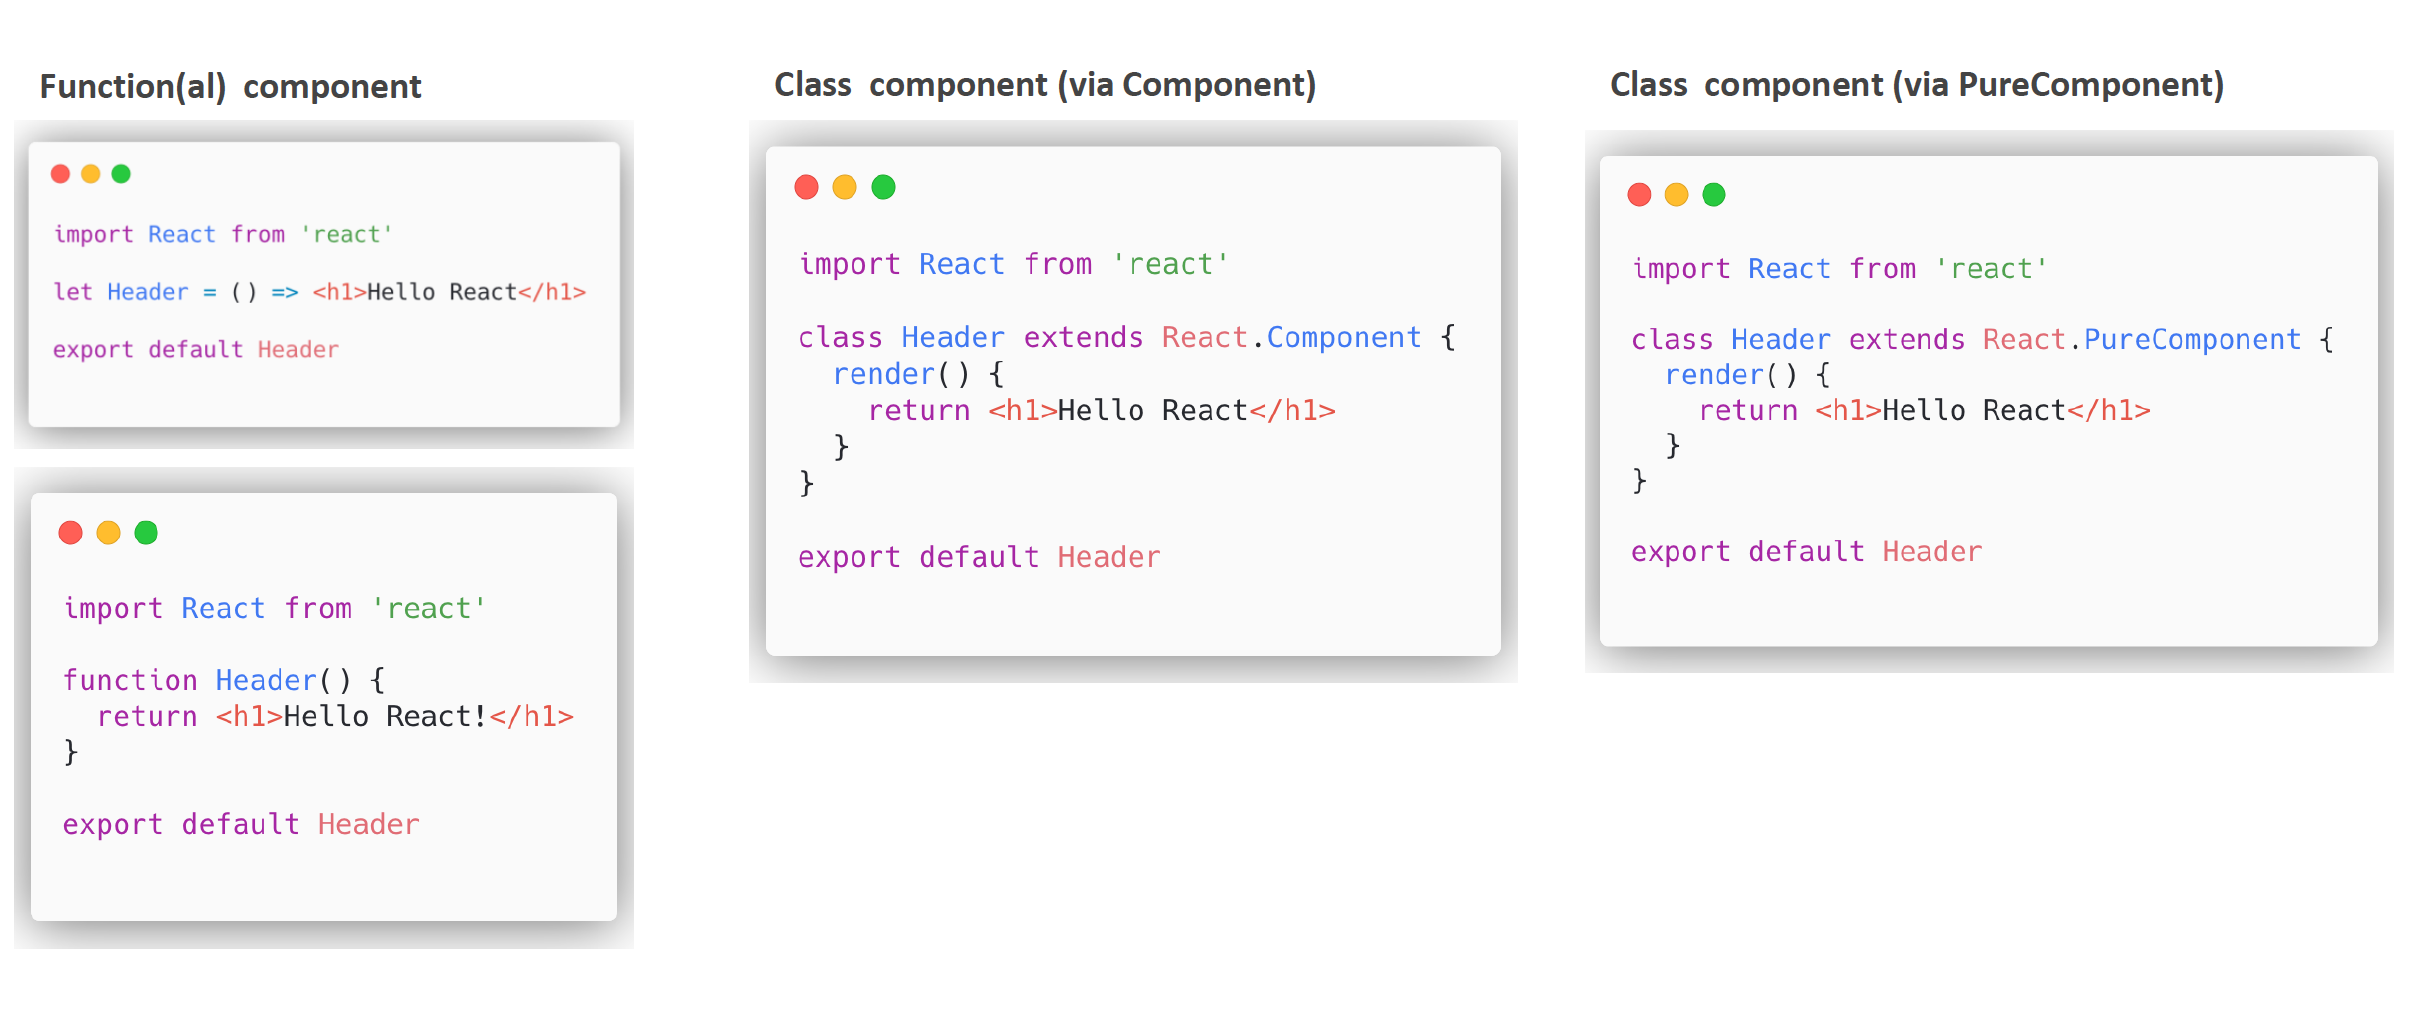 Function(al) component
import React from 'react'
let Header = () => <h1>Hello React</h1>
export default Header
import React from 'react'
function Header() {
  return <h1>Hello React!</h1>
}
export default Header
Class component (via Component)
import React from 'react'
class Header extends React.Component {
  render() {
    return <h1>Hello React</h1>
  }
}
export default Header
Class component (via PureComponent)
import React from 'react'
class Header extends React.PureComponent {
  render() {
    return <h1>Hello React</h1>
  }
}
export default Header